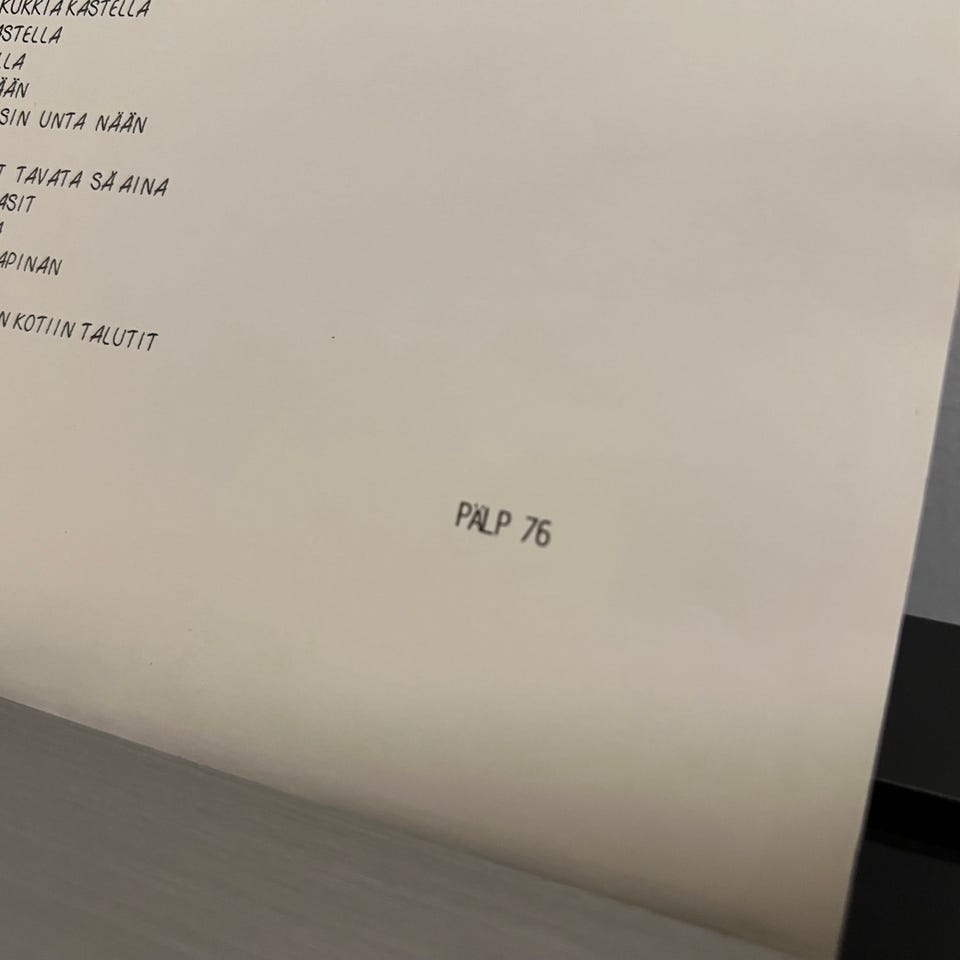 KUKKIA KASTELLA
ASTELLA
LLA
ÄÄN
SIN UNTA NÄÄN
T TAVATA SÄ AINA
ASIT
A
APINAN
N KOTIIN TALUTIT
PÄLP 76